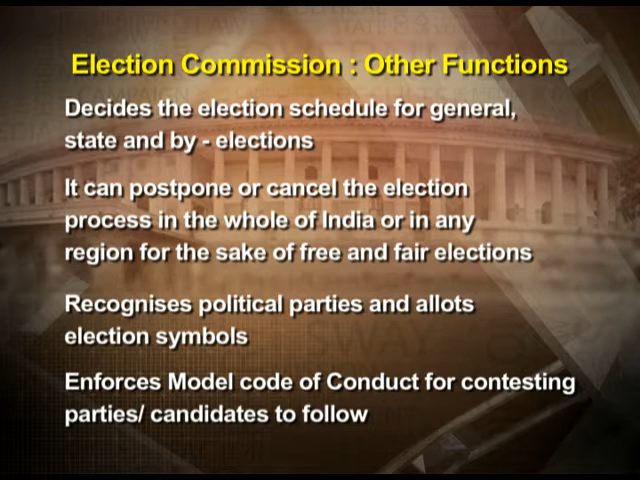 Election Commission : Other Functions
Decides the election schedule for general,
state and by - elections
It can postpone or cancel the election
process in the whole of India or in any
region for the sake of free and fair elections
Recognises political parties and allots
election symbols
Enforces Model code of Conduct for contesting
parties/ candidates to follow
SWAY